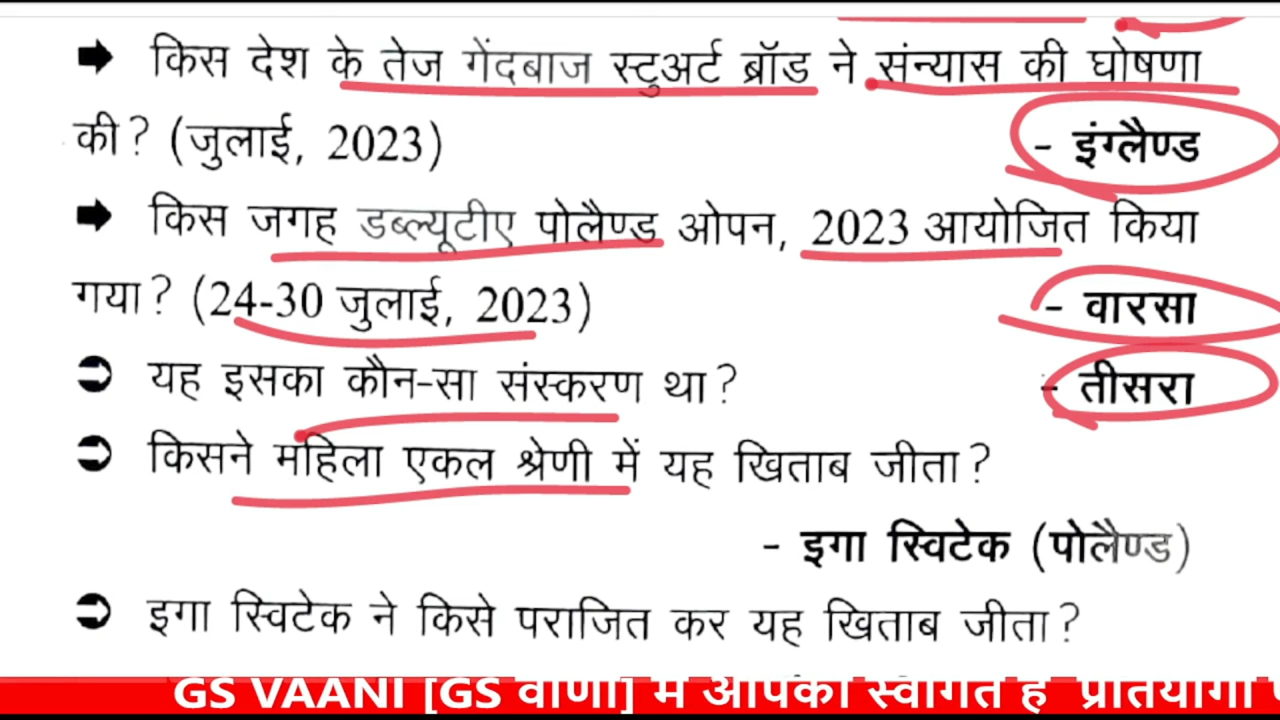 ➡ किस देश के तेज गेंदबाज स्टुअर्ट ब्रॉड ने संन्यास की घोषणा
की? (जुलाई, 2023) - इंग्लैण्ड
➡ किस जगह डब्ल्यूटीए पोलैण्ड ओपन, 2023 आयोजित किया
गया? (24-30 जुलाई, 2023) - वारसा
➲ यह इसका कौन-सा संस्करण था? - तीसरा
➲ किसने महिला एकल श्रेणी में यह खिताब जीता?
- इगा स्विटेक (पोलैण्ड)
➲ इगा स्विटेक ने किसे पराजित कर यह खिताब जीता?
GS VAANI [GS वाणी] में आपका स्वागत है प्रतियोगी